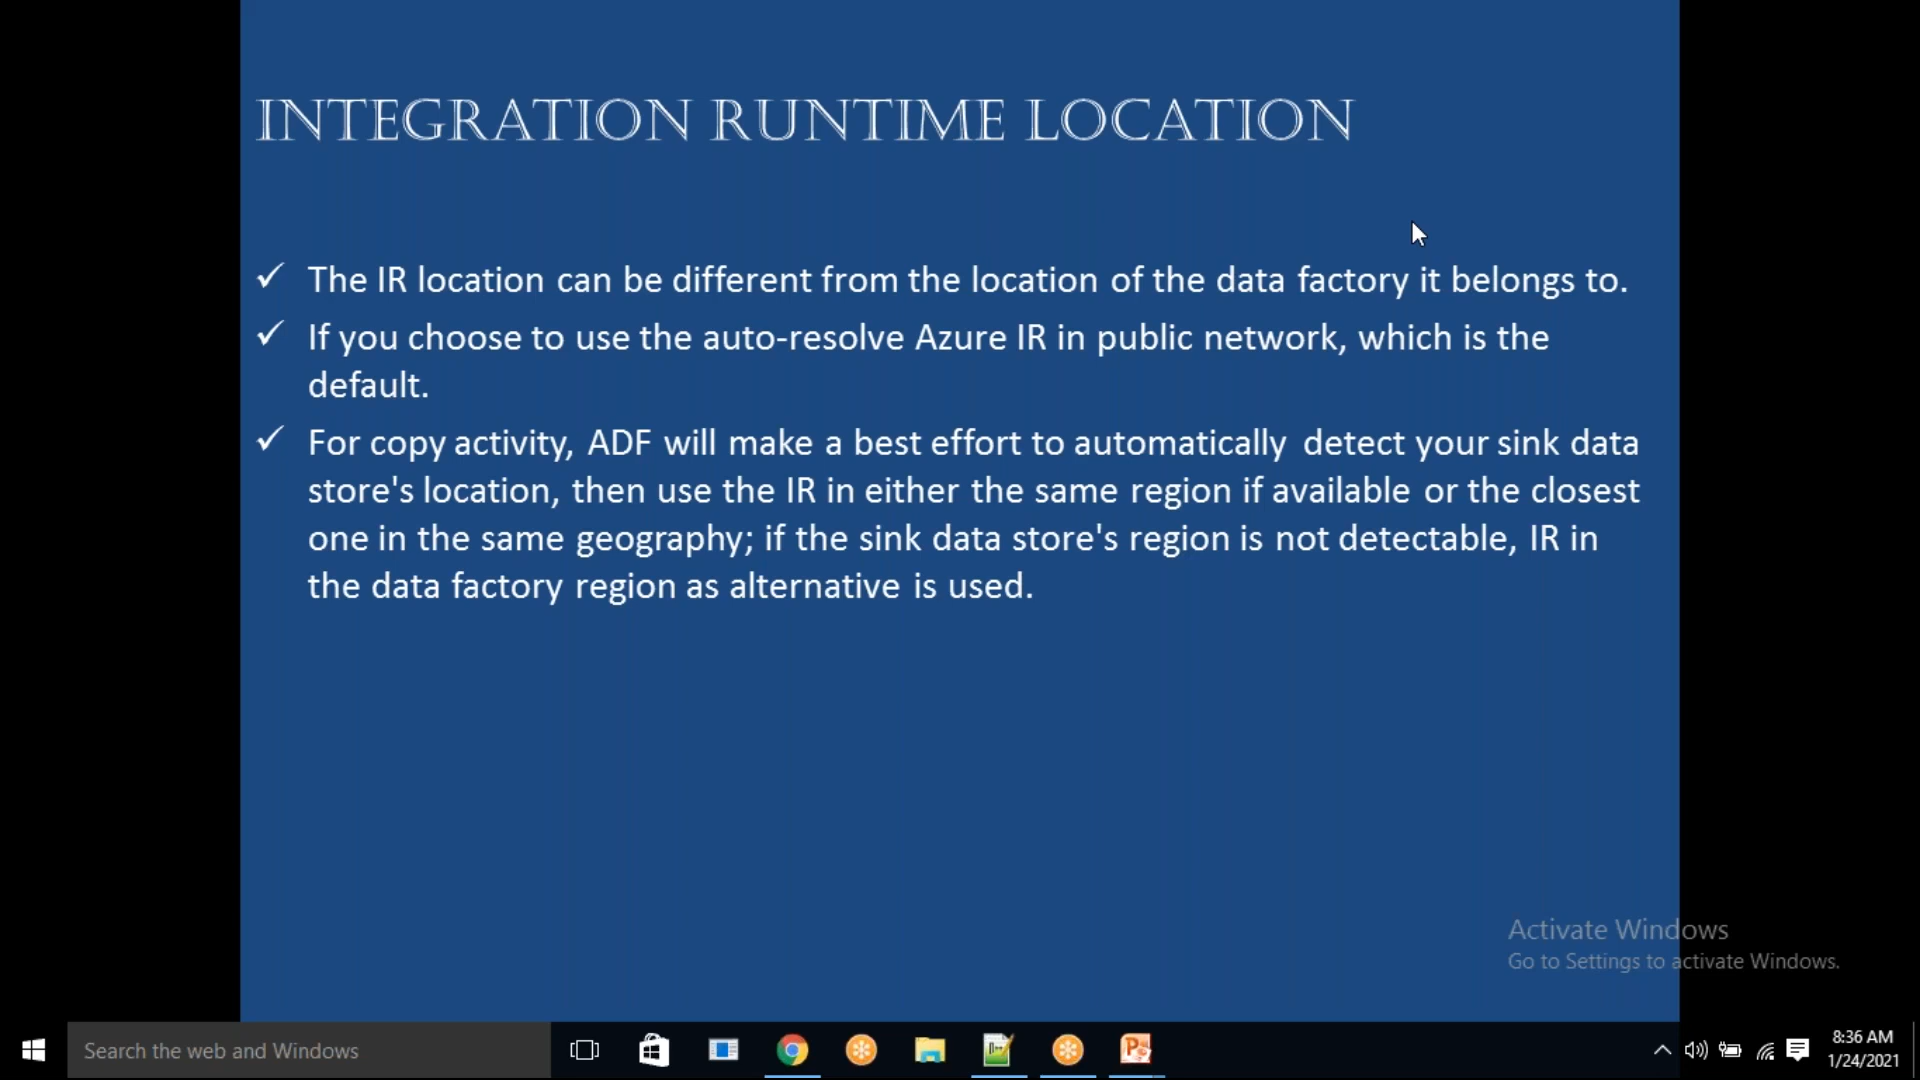 INTEGRATION RUNTIME LOCATION
✓ The IR location can be different from the location of the data factory it belongs to.
✓ If you choose to use the auto-resolve Azure IR in public network, which is the
default.
✓ For copy activity, ADF will make a best effort to automatically detect your sink data
store's location, then use the IR in either the same region if available or the closest
one in the same geography; if the sink data store's region is not detectable, IR in
the data factory region as alternative is used.
Activate Windows
Go to Settings to activate Windows.
Search the web and Windows
8:36 AM
1/24/2021